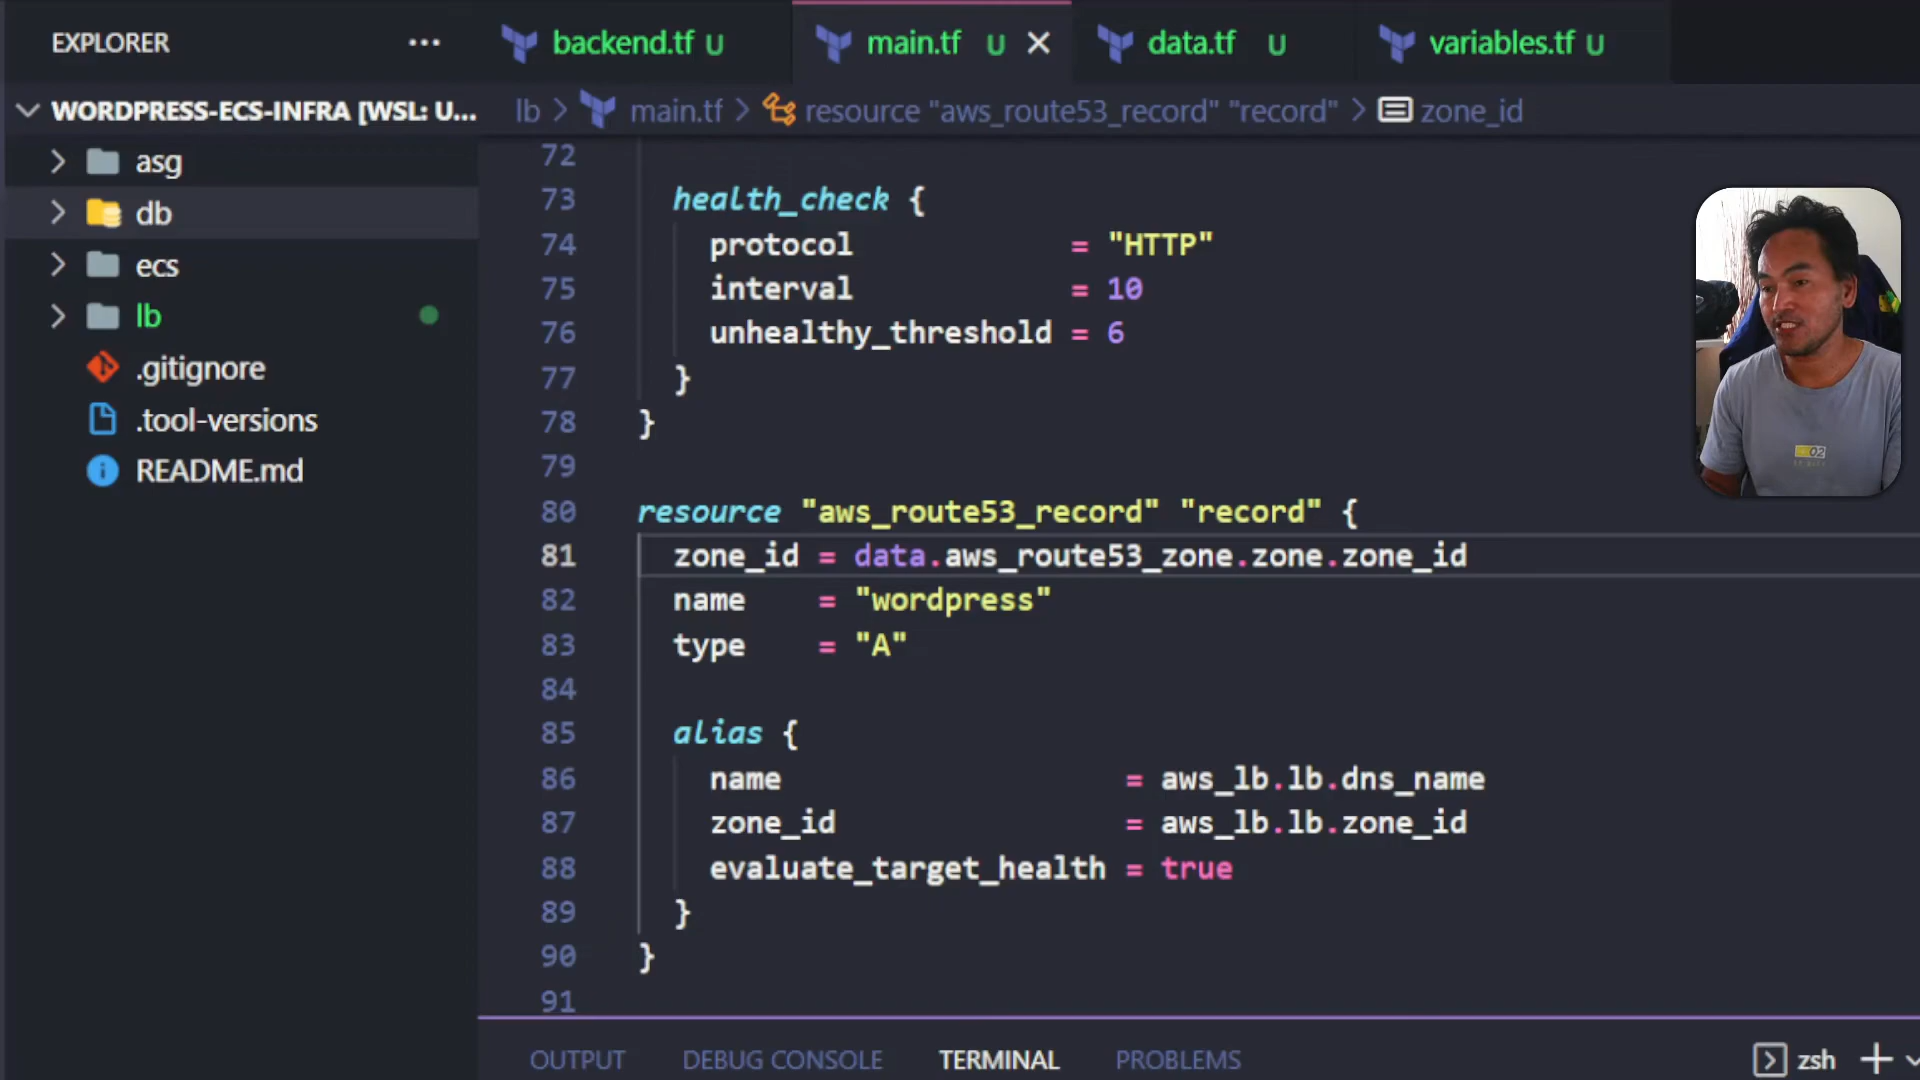 EXPLORER ...
WORDPRESS-ECS-INFRA [WSL: U...
asg
db
ecs
lb
.gitignore
.tool-versions
README.md
backend.tf U
main.tf U
data.tf U
variables.tf U
lb > main.tf > resource "aws_route53_record" "record" > zone_id
72
73 health_check {
74 protocol = "HTTP"
75 interval = 10
76 unhealthy_threshold = 6
77 }
78 }
79
80 resource "aws_route53_record" "record" {
81 zone_id = data.aws_route53_zone.zone.zone_id
82 name = "wordpress"
83 type = "A"
84
85 alias {
86 name = aws_lb.lb.dns_name
87 zone_id = aws_lb.lb.zone_id
88 evaluate_target_health = true
89 }
90 }
91
OUTPUT DEBUG CONSOLE TERMINAL PROBLEMS zsh
02